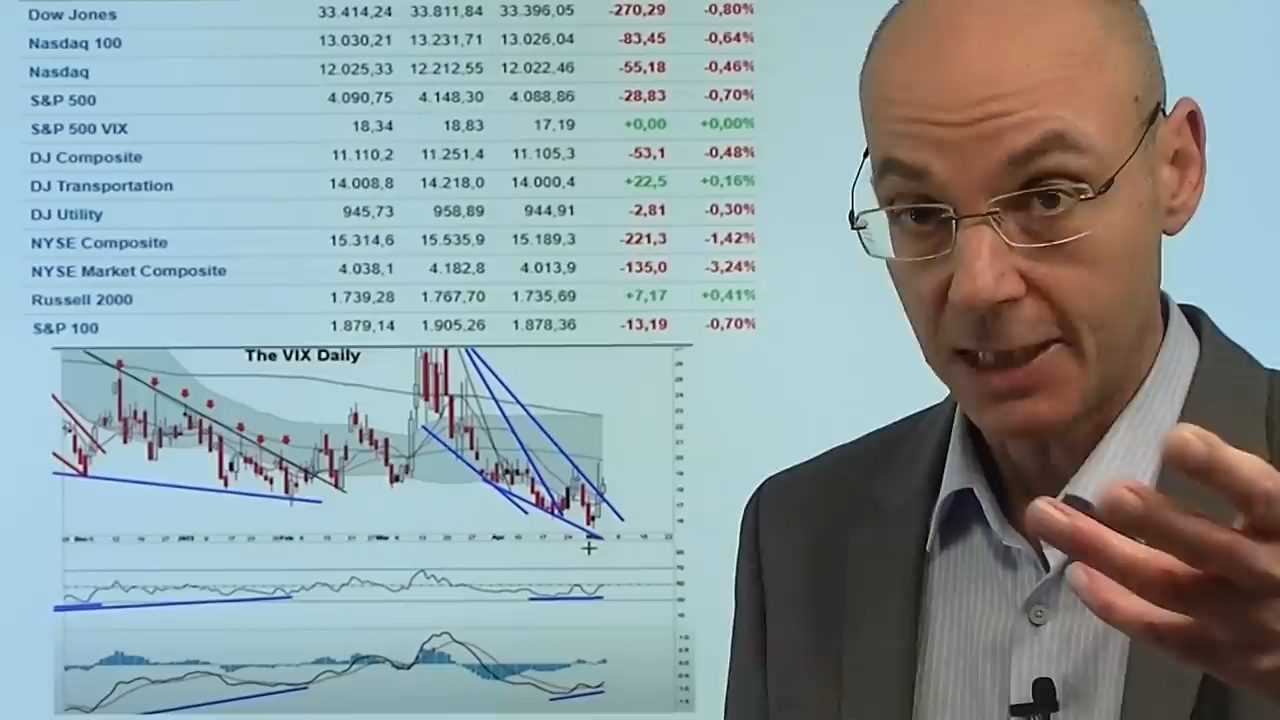 Dow Jones 33.414,24 33.811,84 33.396,05 -270,29 -0,80%
Nasdaq 100 13.030,21 13.231,71 13.026,04 -83,45 -0,64%
Nasdaq 12.025,33 12.212,55 12.022,46 -55,18 -0,46%
S&P 500 4.090,75 4.148,30 4.088,86 -28,83 -0,70%
S&P 500 VIX 18,34 18,83 17,19 +0,00 +0,00%
DJ Composite 11.110,2 11.251,4 11.105,3 -53,1 -0,48%
DJ Transportation 14.008,8 14.218,0 14.000,4 +22,5 +0,16%
DJ Utility 945,73 958,89 944,91 -2,81 -0,30%
NYSE Composite 15.314,6 15.535,9 15.189,3 -221,3 -1,42%
NYSE Market Composite 4.038,1 4.182,8 4.013,9 -135,0 -3,24%
Russell 2000 1.739,28 1.767,70 1.735,69 +7,17 +0,41%
S&P 100 1.879,14 1.905,26 1.878,36 -13,19 -0,70%
The VIX Daily